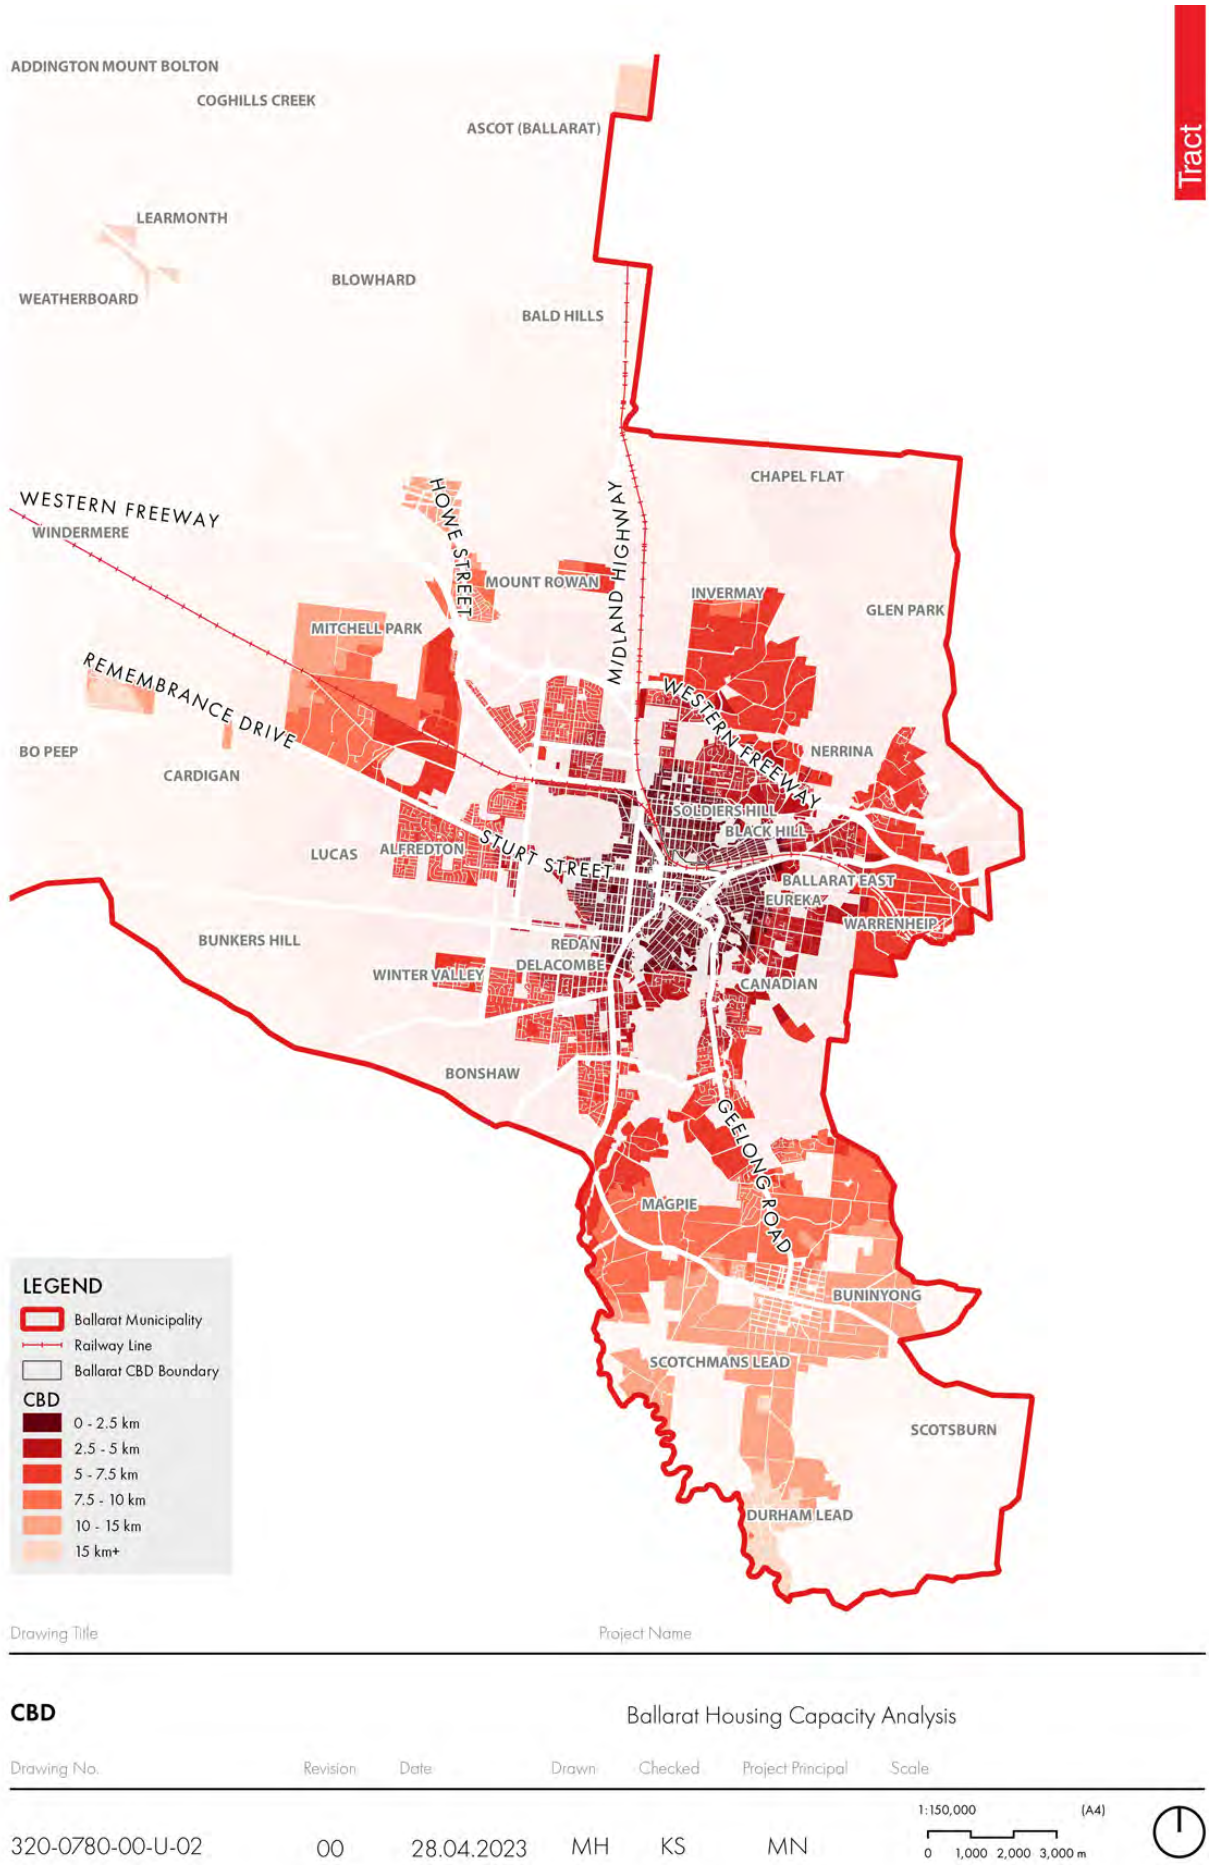 Tract
ADDINGTON MOUNT BOLTON
COGHILLS CREEK
ASCOT (BALLARAT)
LEARMONTH
BLOWHARD
WEATHERBOARD
BALD HILLS
CHAPEL FLAT
WESTERN FREEWAY
WINDERMERE
HOWE STREET
MIDLAND HIGHWAY
MOUNT ROWAN
INVERMAY
GLEN PARK
MITCHELL PARK
REMEMBRANCE DRIVE
WESTERN FREEWAY
BO PEEP
CARDIGAN
NERRINA
SOLDIERS HILL
BLACK HILL
STURT STREET
LUCAS
ALFREDTON
BALLARAT EAST
EUREKA
WARRENHEIP
BUNKERS HILL
REDAN
DELACOMBE
WINTER VALLEY
CANADIAN
BONSHAW
GEELONG ROAD
MAGPIE
BUNINYONG
SCOTCHMANS LEAD
SCOTSBURN
DURHAM LEAD
LEGEND
Ballarat Municipality
Railway Line
Ballarat CBD Boundary
CBD
0 - 2.5 km
2.5 - 5 km
5 - 7.5 km
7.5 - 10 km
10 - 15 km
15 km+
Drawing Title Project Name
CBD Ballarat Housing Capacity Analysis
Drawing No. Revision Date Drawn Checked Project Principal Scale
1:150,000 (A4)
320-0780-00-U-02 00 28.04.2023 MH KS MN
0 1,000 2,000 3,000 m